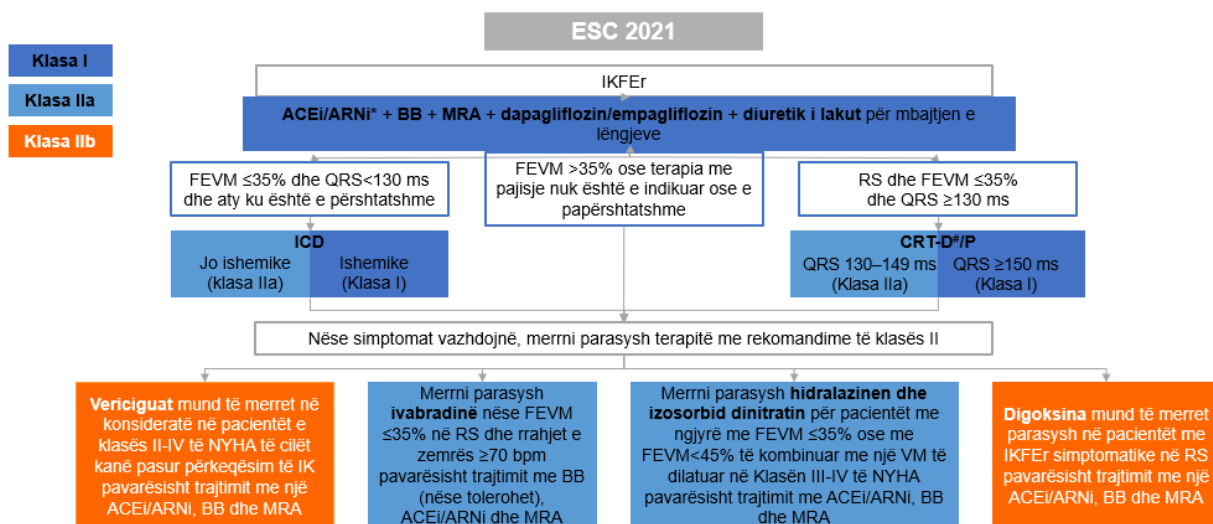 ESC 2021
Klasa I
Klasa IIa
Klasa IIb
IKFEr
ACEi/ARNi* + BB + MRA + dapagliflozin/empagliflozin + diuretik i lakut për mbajtjen e
lëngjeve
FEVM ≤35% dhe QRS<130 ms
dhe aty ku është e përshtatshme
FEVM >35% ose terapia me
pajisje nuk është e indikuar ose e
papërshtatshme
RS dhe FEVM ≤35%
dhe QRS ≥130 ms
ICD
Jo ishemike
(klasa IIa)
Ishemike
(Klasa I)
CRT-D#/P
QRS 130–149 ms
(Klasa IIa)
QRS ≥150 ms
(Klasa I)
Nëse simptomat vazhdojnë, merrni parasysh terapitë me rekomandime të klasës II
Vericiguat mund të merret në
konsideratë në pacientët e
klasës II-IV të NYHA të cilët
kanë pasur përkeqësim të IK
pavarësisht trajtimit me një
ACEi/ARNi, BB dhe MRA
Merrni parasysh
ivabradinë nëse FEVM
≤35% në RS dhe rrahjet e
zemrës ≥70 bpm
pavarësisht trajtimit me BB
(nëse tolerohet),
ACEi/ARNi dhe MRA
Merrni parasysh hidralazinen dhe
izosorbid dinitratin për pacientët me
ngjyrë me FEVM ≤35% ose me
FEVM<45% të kombinuar me një VM të
dilatuar në Klasën III-IV të NYHA
pavarësisht trajtimit me ACEi/ARNi, BB
dhe MRA
Digoksina mund të merret
parasysh në pacientët me
IKFEr simptomatike në RS
pavarësisht trajtimit me një
ACEi/ARNi, BB dhe MRA